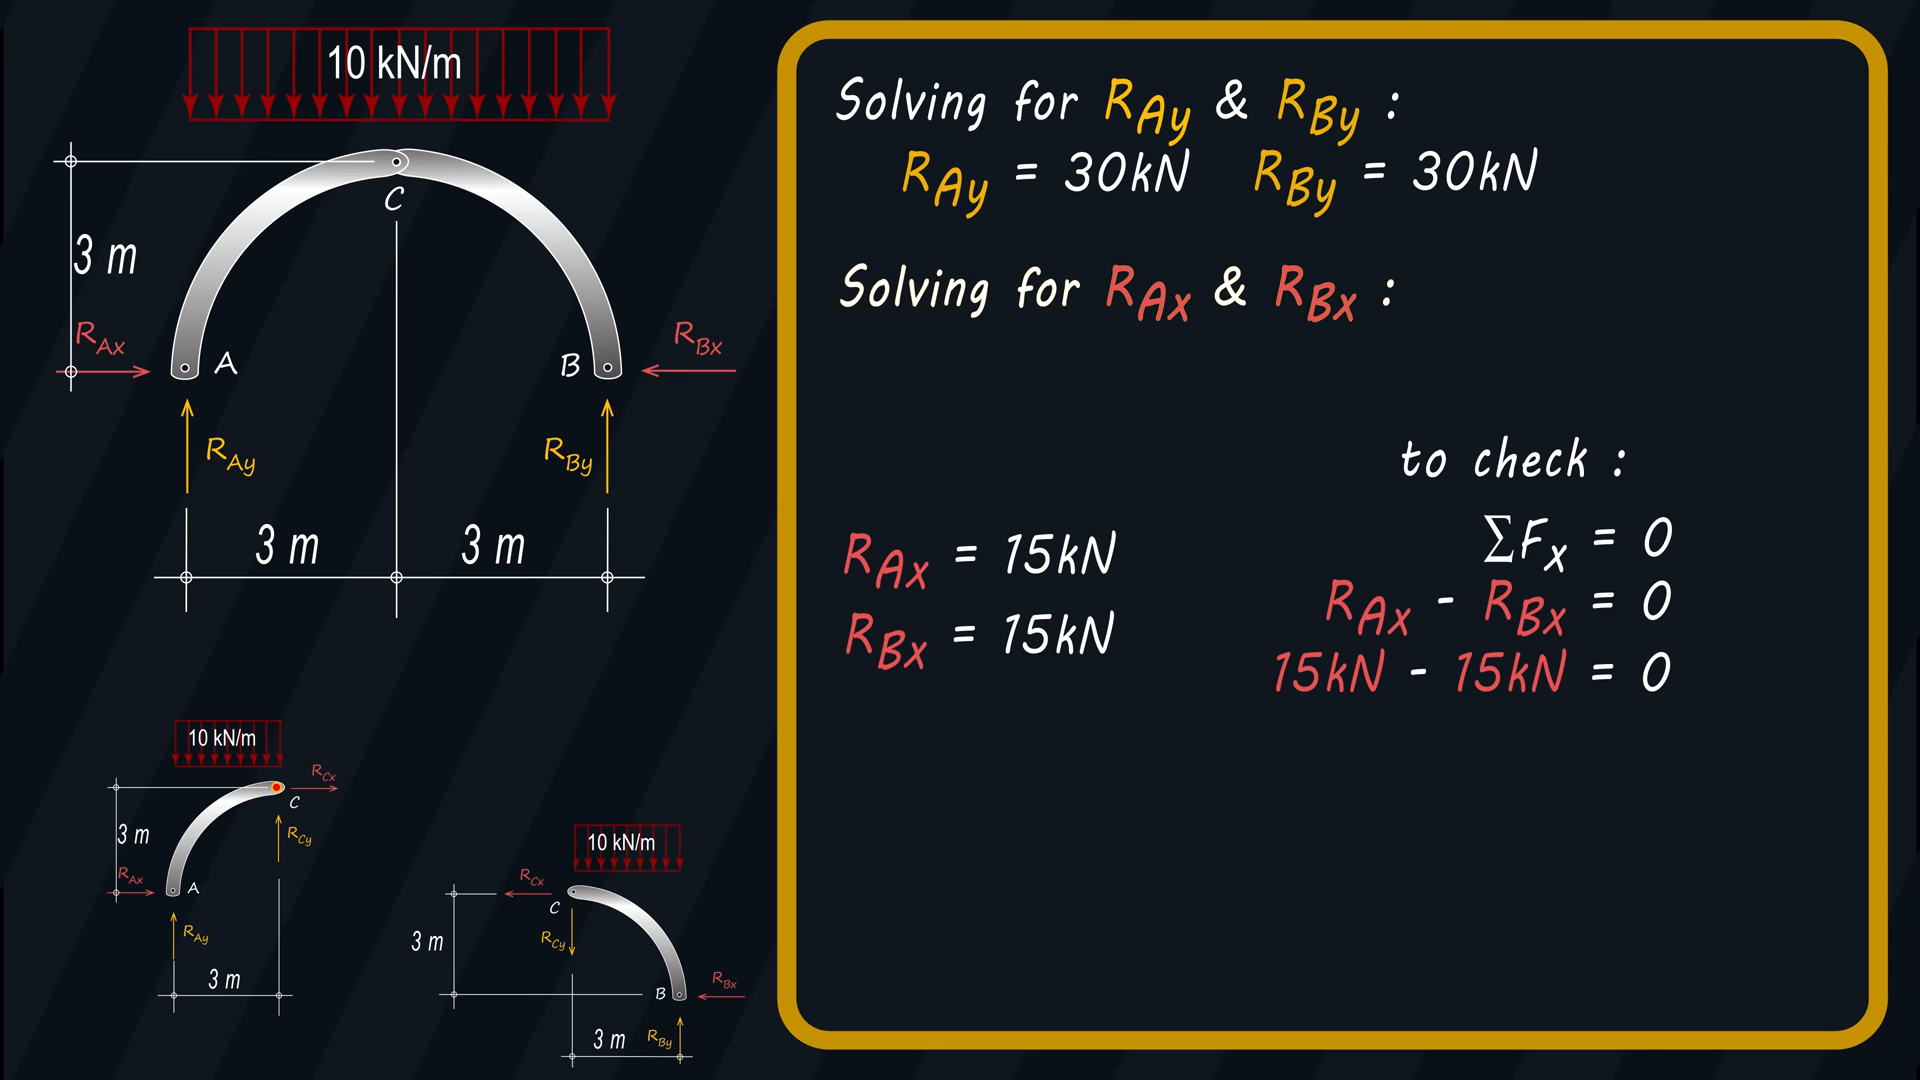 10 kN/m
C
3 m
R_Ax
A
B
R_Bx
R_Ay
R_By
3 m
3 m
10 kN/m
R_Cx
C
R_Cy
3 m
R_Ax
A
R_Ay
3 m
10 kN/m
R_Cx
C
R_Cy
3 m
B
R_Bx
3 m
R_By
Solving for R_Ay & R_By :
R_Ay = 30kN R_By = 30kN
Solving for R_Ax & R_Bx :
R_Ax = 15kN
R_Bx = 15kN
to check :
∑F_x = 0
R_Ax - R_Bx = 0
15kN - 15kN = 0